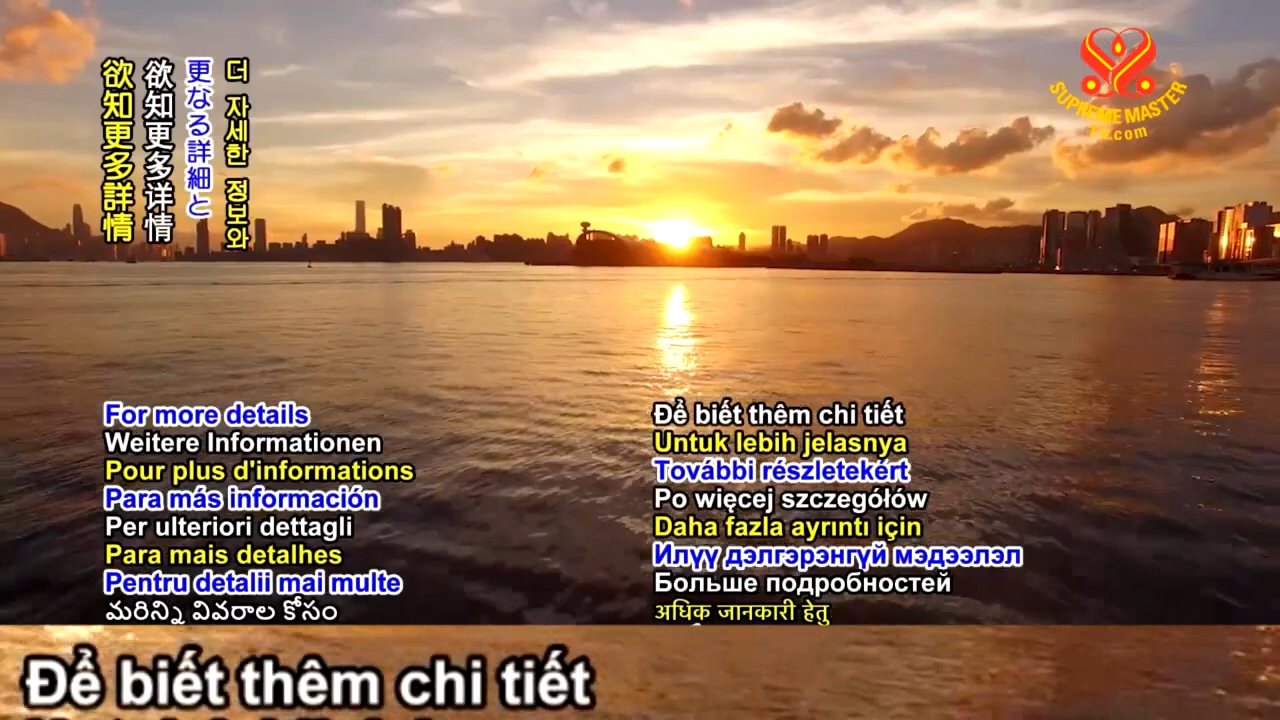 欲知更多詳情
欲知更多详情
更なる詳細と
더 자세한 정보와
SUPREME MASTER
TV.com
For more details
Weitere Informationen
Pour plus d'informations
Para más información
Per ulteriori dettagli
Para mais detalhes
Pentru detalii mai multe
మరిన్ని వివరాల కోసం
Để biết thêm chi tiết
Untuk lebih jelasnya
További részletekért
Po więcej szczegółów
Daha fazla ayrıntı için
Илүү дэлгэрэнгүй мэдээлэл
Больше подробностей
अधिक जानकारी हेतु
Để biết thêm chi tiết